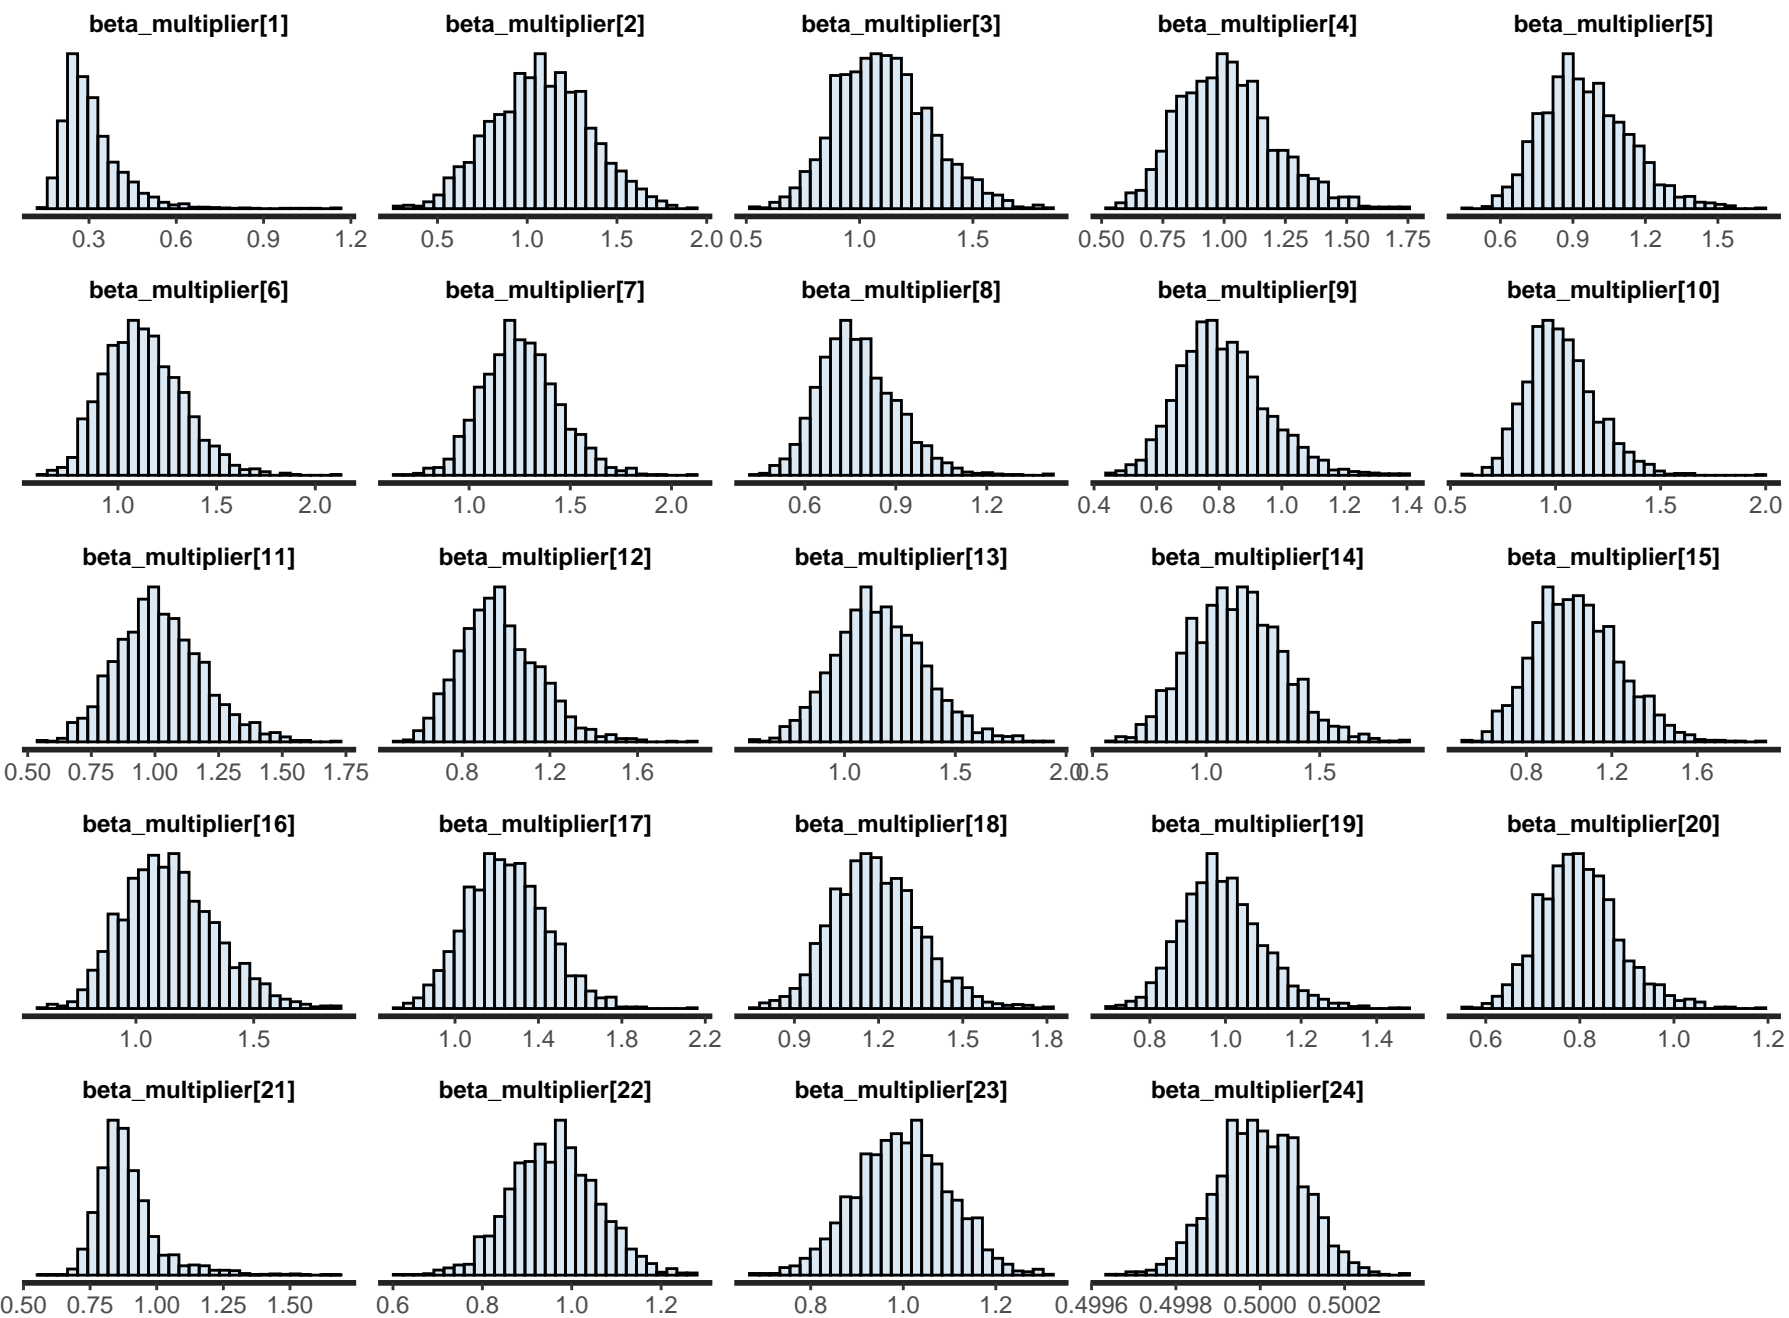 beta_multiplier[1] beta_multiplier[2] beta_multiplier[3] beta_multiplier[4] beta_multiplier[5]
0.3 0.6 0.9 1.2 0.5 1.0 1.5 2.0 0.5 1.0 1.5 0.50 0.75 1.00 1.25 1.50 1.75 0.6 0.9 1.2 1.5
beta_multiplier[6] beta_multiplier[7] beta_multiplier[8] beta_multiplier[9] beta_multiplier[10]
1.0 1.5 2.0 1.0 1.5 2.0 0.6 0.9 1.2 0.4 0.6 0.8 1.0 1.2 1.4 0.5 1.0 1.5 2.0
beta_multiplier[11] beta_multiplier[12] beta_multiplier[13] beta_multiplier[14] beta_multiplier[15]
0.50 0.75 1.00 1.25 1.50 1.75 0.8 1.2 1.6 1.0 1.5 2.0 0.5 1.0 1.5 0.8 1.2 1.6
beta_multiplier[16] beta_multiplier[17] beta_multiplier[18] beta_multiplier[19] beta_multiplier[20]
1.0 1.5 1.0 1.4 1.8 2.2 0.9 1.2 1.5 1.8 0.8 1.0 1.2 1.4 0.6 0.8 1.0 1.2
beta_multiplier[21] beta_multiplier[22] beta_multiplier[23] beta_multiplier[24]
0.50 0.75 1.00 1.25 1.50 0.6 0.8 1.0 1.2 0.8 1.0 1.2 0.4996 0.4998 0.5000 0.5002